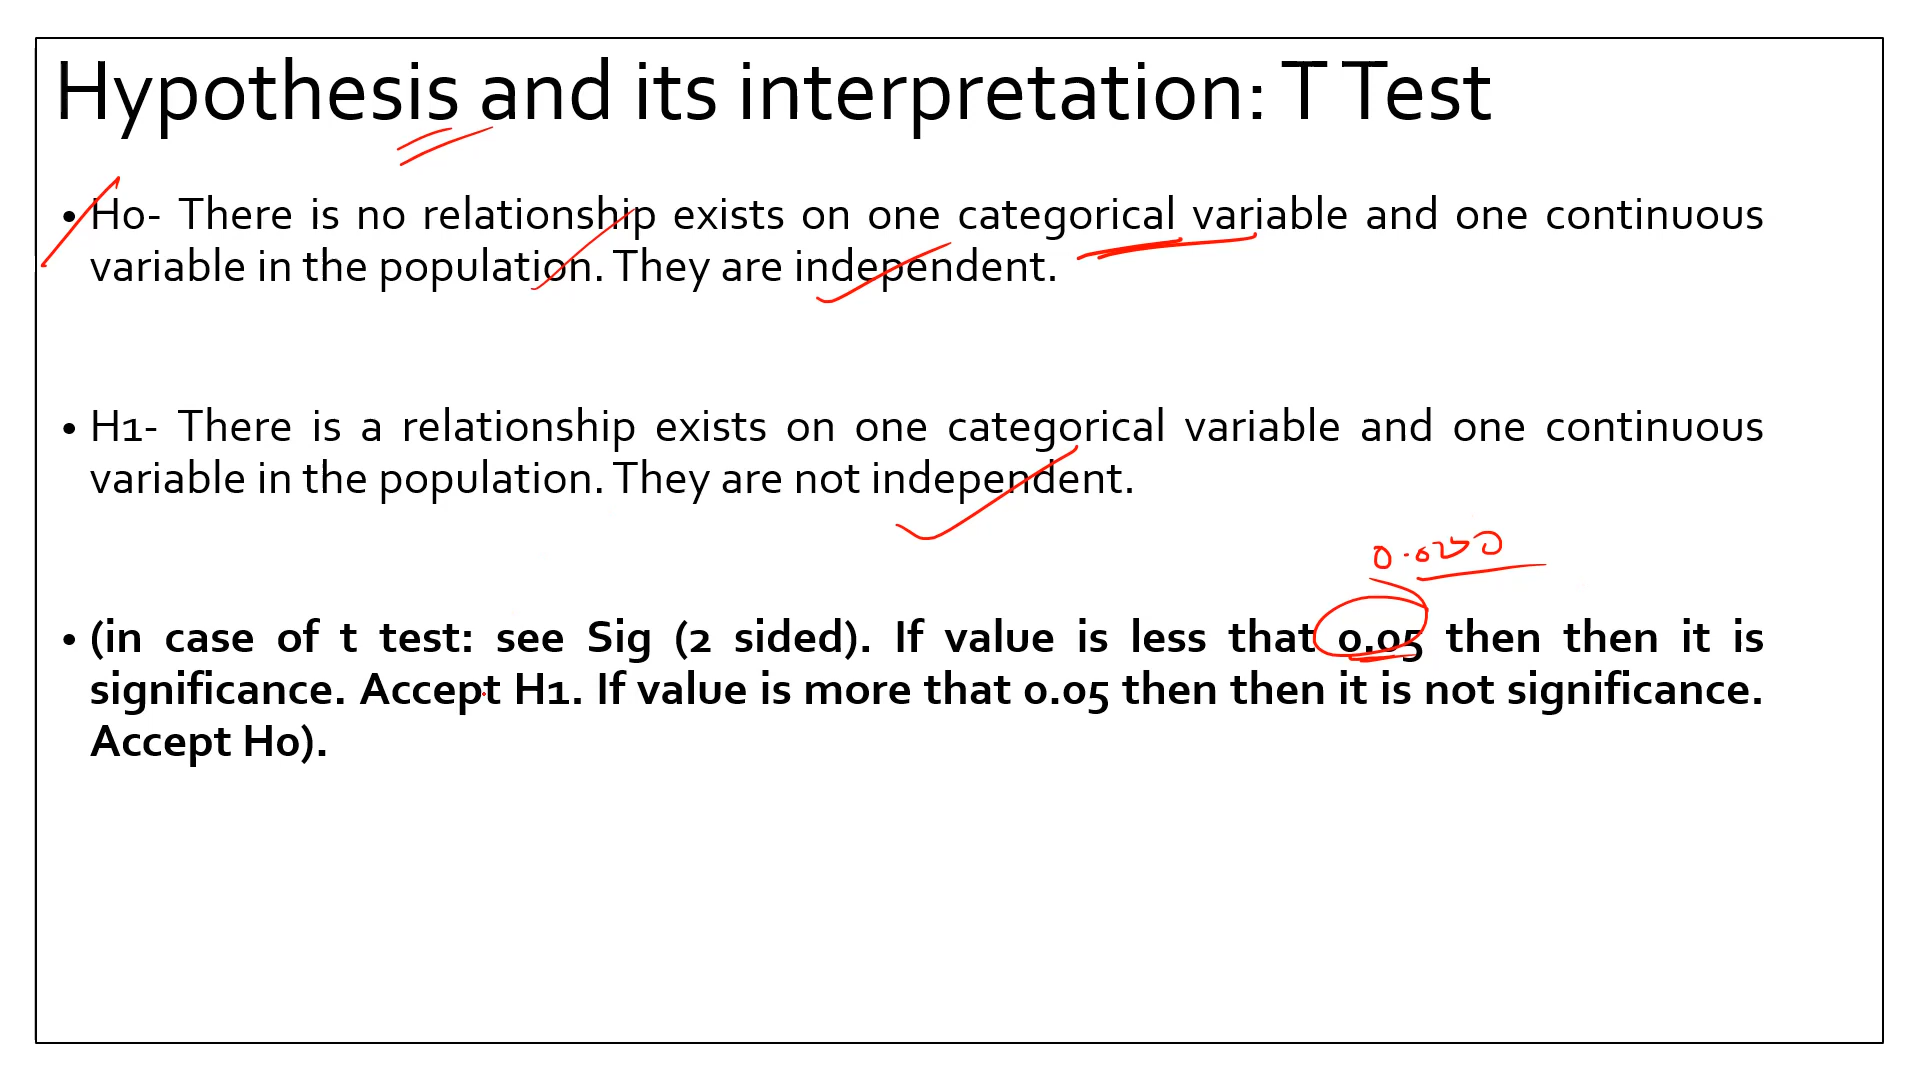 Hypothesis and its interpretation: T Test
• H0- There is no relationship exists on one categorical variable and one continuous
variable in the population. They are independent.
• H1- There is a relationship exists on one categorical variable and one continuous
variable in the population. They are not independent.
0.0250
• (in case of t test: see Sig (2 sided). If value is less that 0.05 then then it is
significance. Accept H1. If value is more that 0.05 then then it is not significance.
Accept H0).